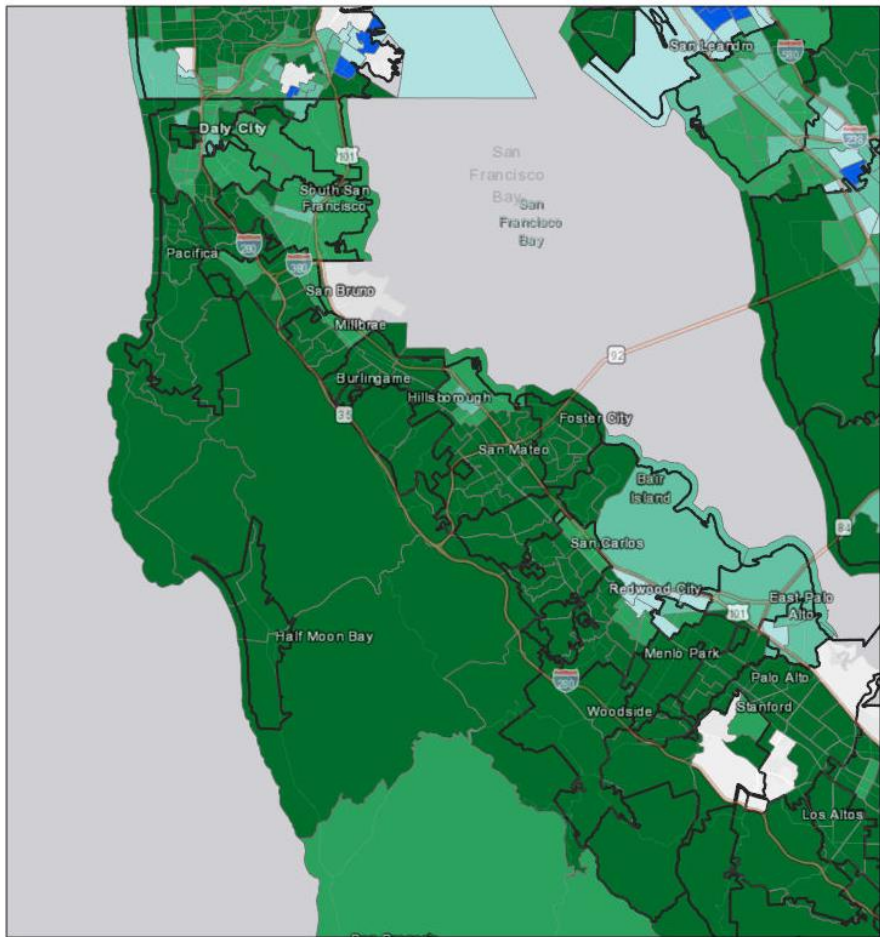 San Leandro
580
Daly City
238
101
San
Francisco
Bay
South San
Francisco
San
Francisco
Bay
280
Pacifica
380
San Bruno
Millbrae
92
Burlingame
Hillsborough
35
Foster City
San Mateo
Bair
Island
84
San Carlos
Redwood City
East Palo
Alto
101
Half Moon Bay
Menlo Park
Palo Alto
280
Stanford
Woodside
Los Altos